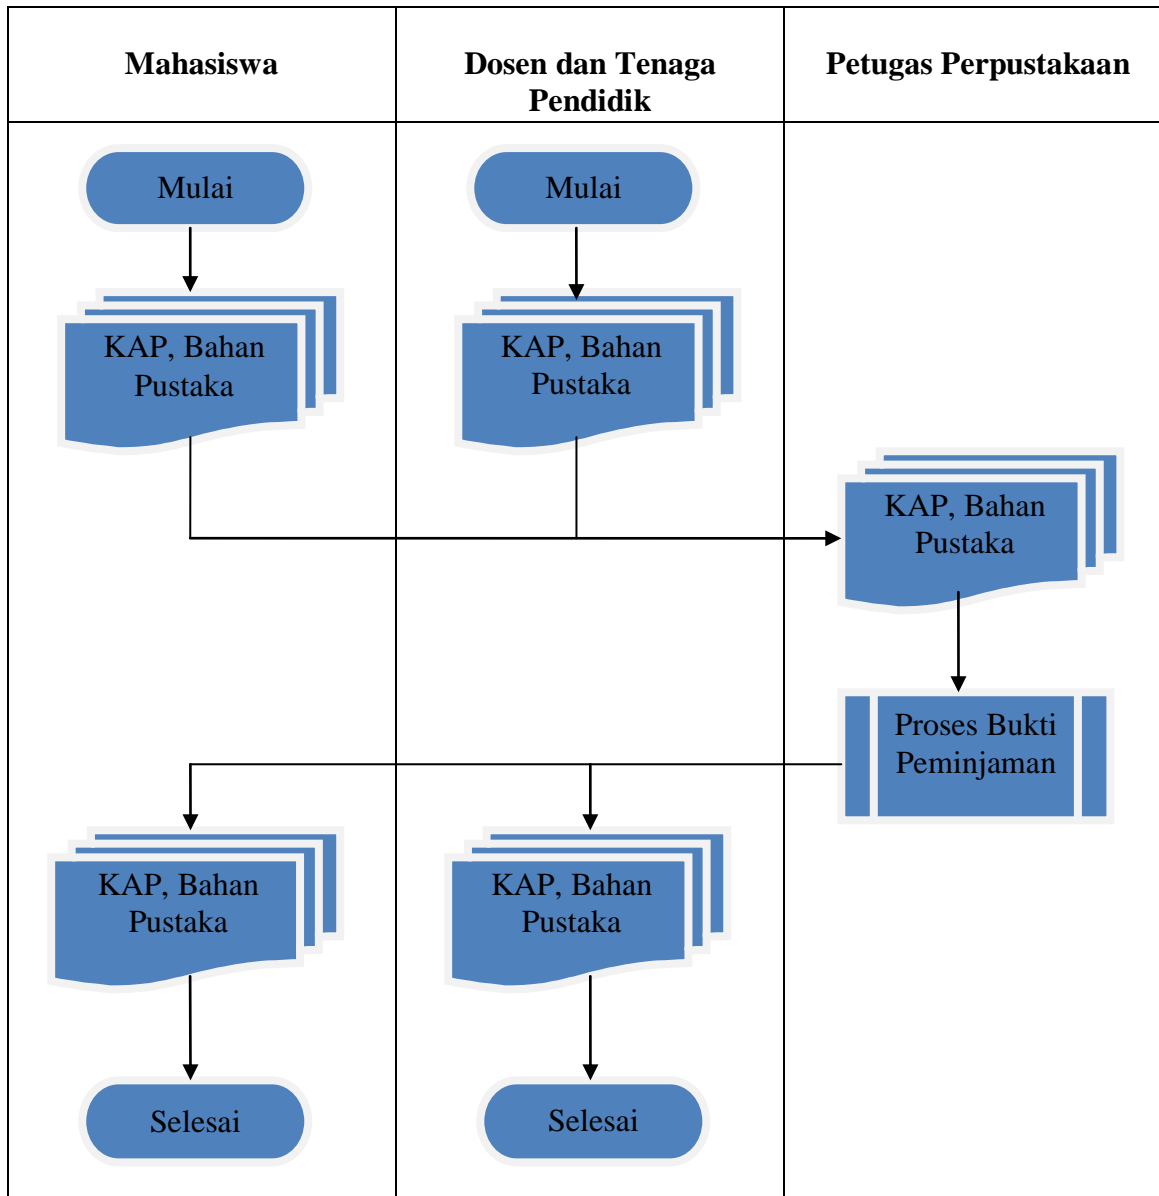 Mahasiswa
Dosen dan Tenaga
Pendidik
Petugas Perpustakaan
Mulai
Mulai
KAP, Bahan
Pustaka
KAP, Bahan
Pustaka
KAP, Bahan
Pustaka
Proses Bukti
Peminjaman
KAP, Bahan
Pustaka
KAP, Bahan
Pustaka
Selesai
Selesai